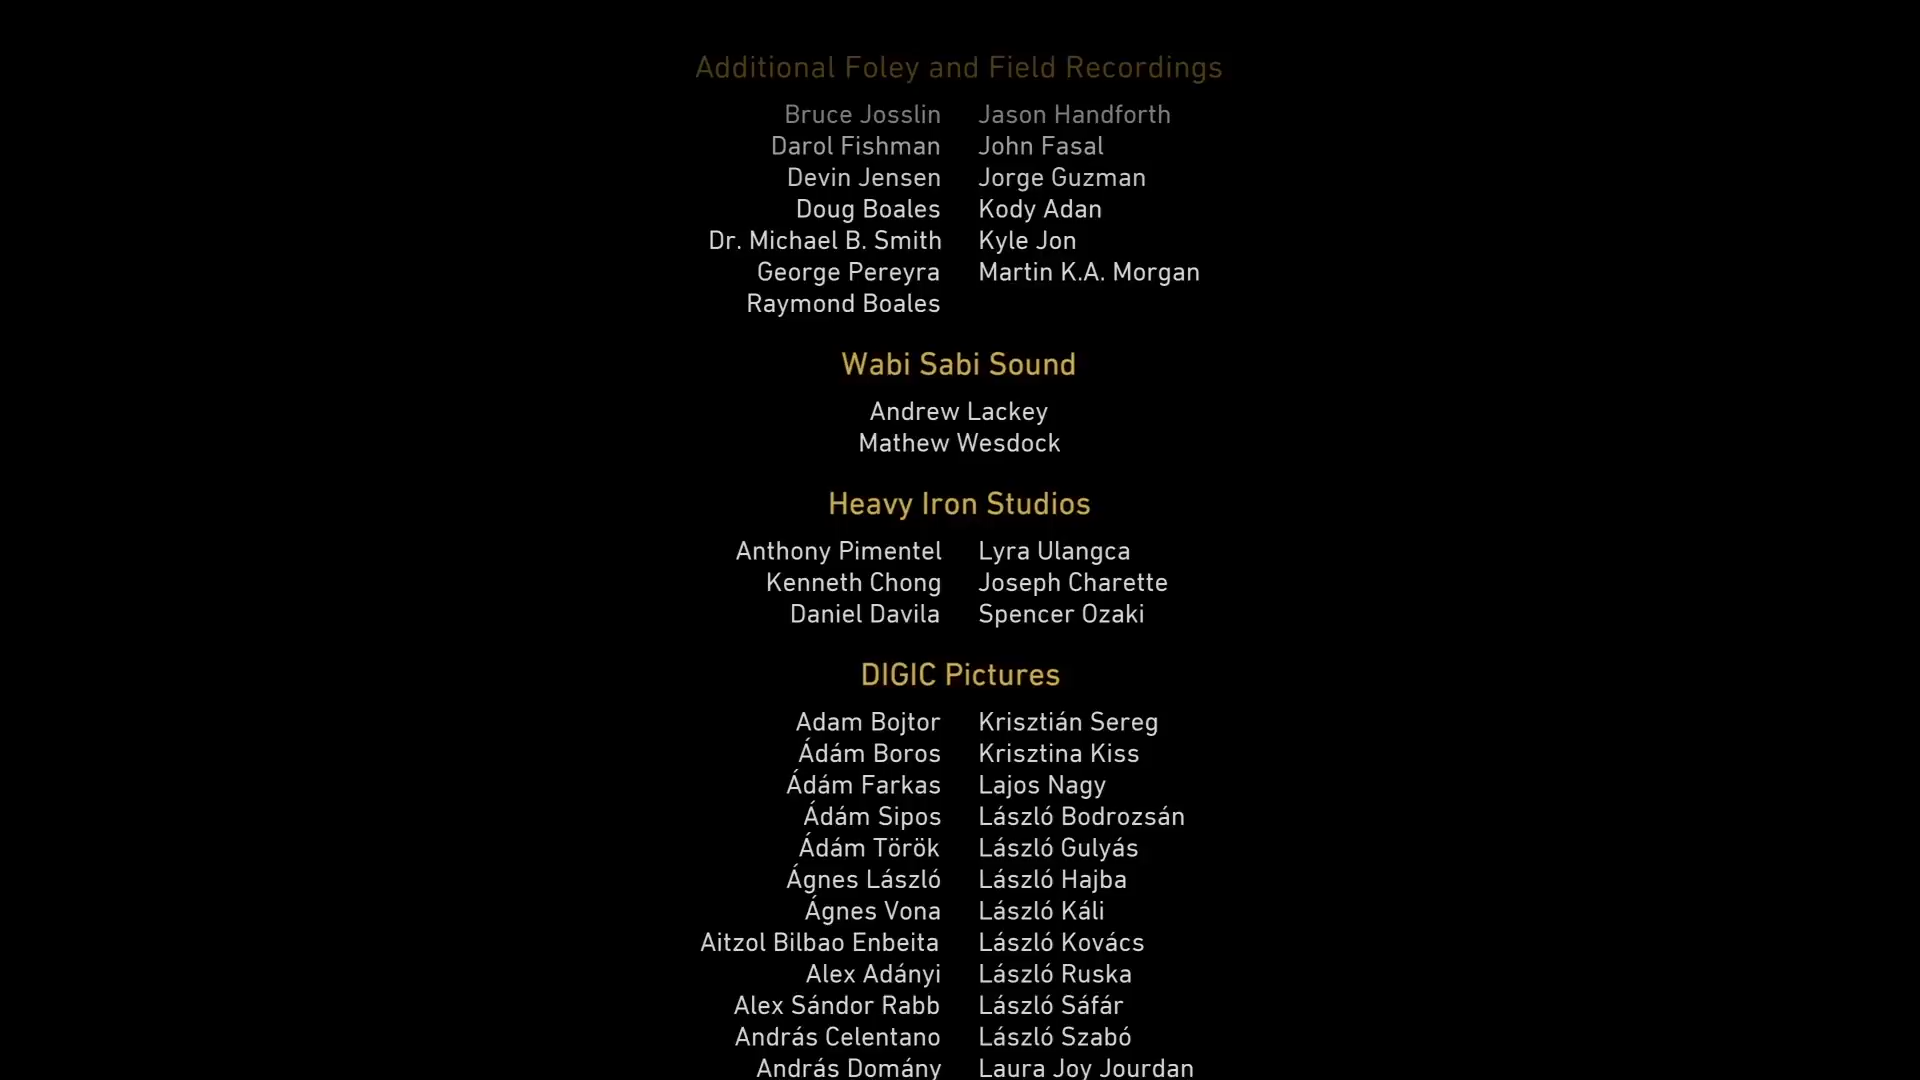 Additional Foley and Field Recordings
Bruce Josslin Jason Handforth
Darol Fishman John Fasal
Devin Jensen Jorge Guzman
Doug Boales Kody Adan
Dr. Michael B. Smith Kyle Jon
George Pereyra Martin K.A. Morgan
Raymond Boales
Wabi Sabi Sound
Andrew Lackey
Mathew Wesdock
Heavy Iron Studios
Anthony Pimentel Lyra Ulangca
Kenneth Chong Joseph Charette
Daniel Davila Spencer Ozaki
DIGIC Pictures
Adam Bojtor Krisztián Sereg
Ádám Boros Krisztina Kiss
Ádám Farkas Lajos Nagy
Ádám Sipos László Bodrozsán
Ádám Török László Gulyás
Ágnes László László Hajba
Ágnes Vona László Káli
Aitzol Bilbao Enbeita László Kovács
Alex Adányi László Ruska
Alex Sándor Rabb László Sáfár
András Celentano László Szabó
András Domány Laura Joy Jourdan